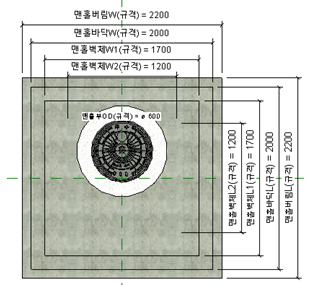 맨홀버림W(규격) = 2200
맨홀바닥W(규격) = 2000
맨홀벽체W1(규격) = 1700
맨홀벽체W2(규격) = 1200
맨홀뚜OD(규격) = ø 600
맨홀벽체L2(규격) = 1200
맨홀벽체L1(규격) = 1700
맨홀바닥L(규격) = 2000
맨홀버림L(규격) = 2200